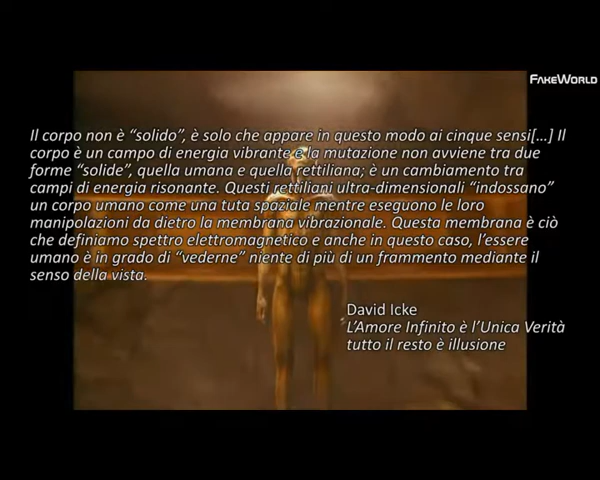 FAKEWORLD
Il corpo non è “solido”, è solo che appare in questo modo ai cinque sensi[…] Il
corpo è un campo di energia vibrante e la mutazione non avviene tra due
forme “solide”, quella umana e quella rettiliana; è un cambiamento tra
campi di energia risonante. Questi rettiliani ultra-dimensionali “indossano”
un corpo umano come una tuta spaziale mentre eseguono le loro
manipolazioni da dietro la membrana vibrazionale. Questa membrana è ciò
che definiamo spettro elettromagnetico e anche in questo caso, l’essere
umano è in grado di “vederne” niente di più di un frammento mediante il
senso della vista.
David Icke
L’Amore Infinito è l’Unica Verità
tutto il resto è illusione